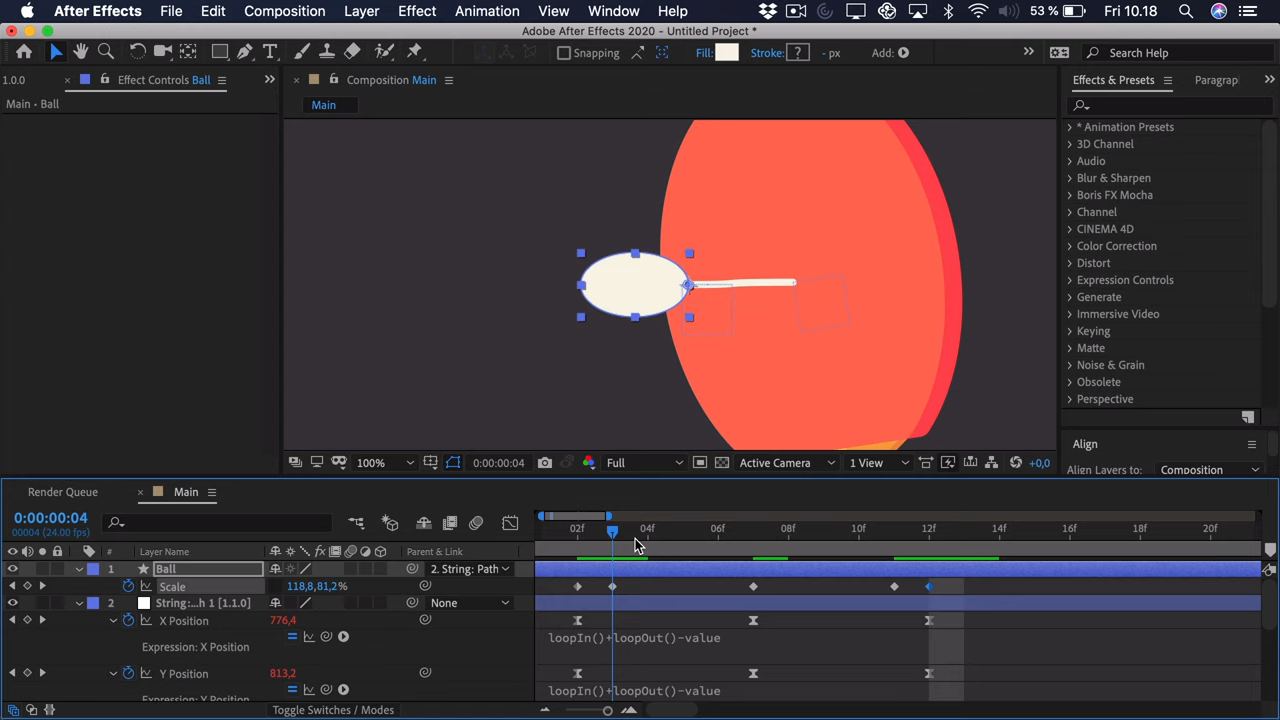 After Effects File Edit Composition Layer Effect Animation View Window Help 53 % Fri 10.18
Adobe After Effects 2020 - Untitled Project *
Snapping Fill: Stroke: ? - px Add: Search Help
1.0.0 Effect Controls Ball Composition Main Effects & Presets Paragrap
Main • Ball
Main
* Animation Presets
3D Channel
Audio
Blur & Sharpen
Boris FX Mocha
Channel
CINEMA 4D
Color Correction
Distort
Expression Controls
Generate
Immersive Video
Keying
Matte
Noise & Grain
Obsolete
Perspective
Align
Align Layers to: Composition
100% 0:00:00:04 Full Active Camera 1 View +0,0
Render Queue Main
0:00:00:04
00004 (24.00 fps)
02f 04f 06f 08f 10f 12f 14f 16f 18f 20f
# Layer Name Parent & Link
1 Ball 2. String: Path
Scale 118,8,81,2%
2 String:...h 1 [1.1.0] None
X Position 776,4
Expression: X Position loopIn()+loopOut()-value
Y Position 813,2
Expression: Y Position loopIn()+loopOut()-value
Toggle Switches / Modes